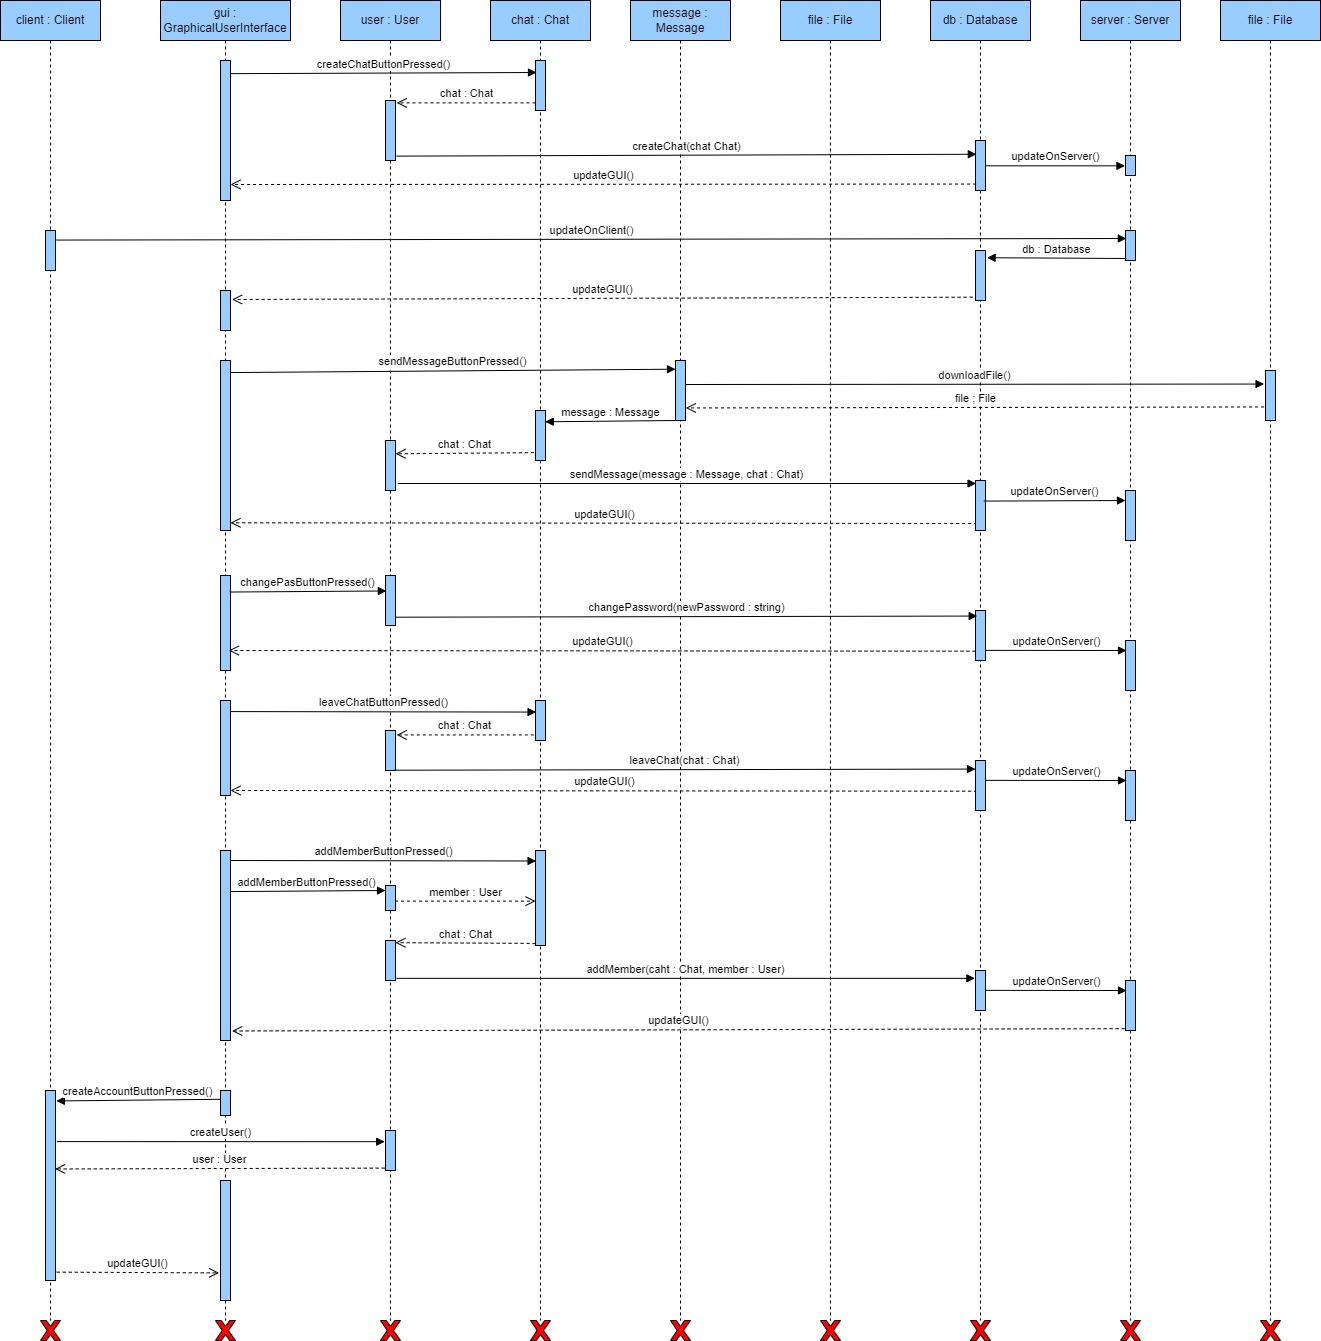 client : Client
gui :
GraphicalUserInterface
user : User
chat : Chat
message :
Message
file : File
db : Database
server : Server
file : File
createChatButtonPressed()
chat : Chat
createChat(chat Chat)
updateOnServer()
updateGUI()
updateOnClient()
db : Database
updateGUI()
sendMessageButtonPressed()
downloadFile()
file ; File
message : Message
chat : Chat
sendMessage(message : Message, chat : Chat)
updateOnServer()
updateGUI()
changePasButtonPressed()
changePassword(newPassword : string)
updateGUI()
updateOnServer()
leaveChatButtonPressed()
chat : Chat
leaveChat(chat : Chat)
updateOnServer()
updateGUI()
addMemberButtonPressed()
addMemberButtonPressed()
member : User
chat : Chat
addMember(caht : Chat, member : User)
updateOnServer()
updateGUI()
createAccountButtonPressed()
createUser()
user : User
updateGUI()